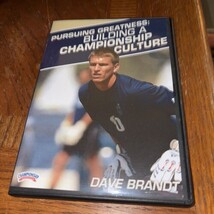 PURSUING GREATNESS:
BUILDING A
CHAMPIONSHIP
CULTURE
DAVE BRANDT